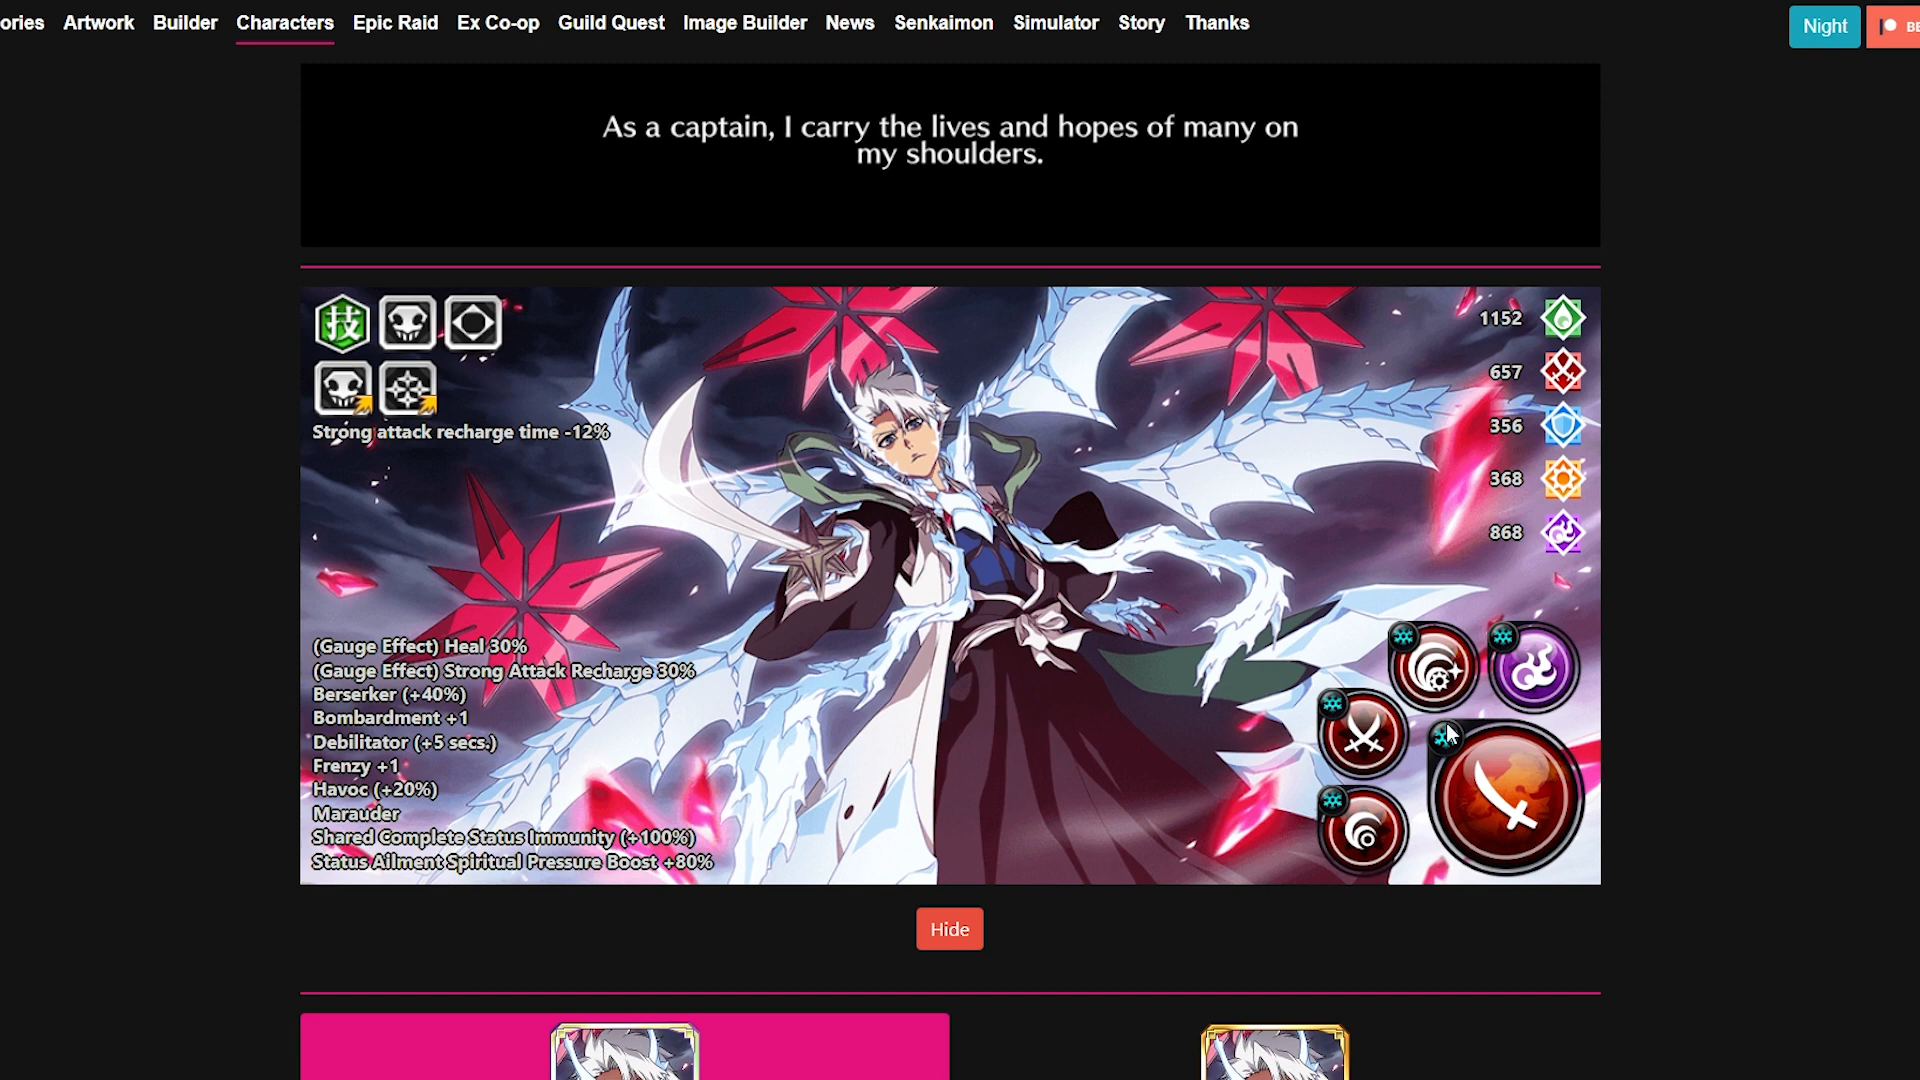 ories Artwork Builder Characters Epic Raid Ex Co-op Guild Quest Image Builder News Senkaimon Simulator Story Thanks
Night
BE
As a captain, I carry the lives and hopes of many on
my shoulders.
技
Strong attack recharge time -12%
1152
657
356
368
868
(Gauge Effect) Heal 30%
(Gauge Effect) Strong Attack Recharge 30%
Berserker (+40%)
Bombardment +1
Debilitator (+5 secs.)
Frenzy +1
Havoc (+20%)
Marauder
Shared Complete Status Immunity (+100%)
Status Ailment Spiritual Pressure Boost +80%
Hide